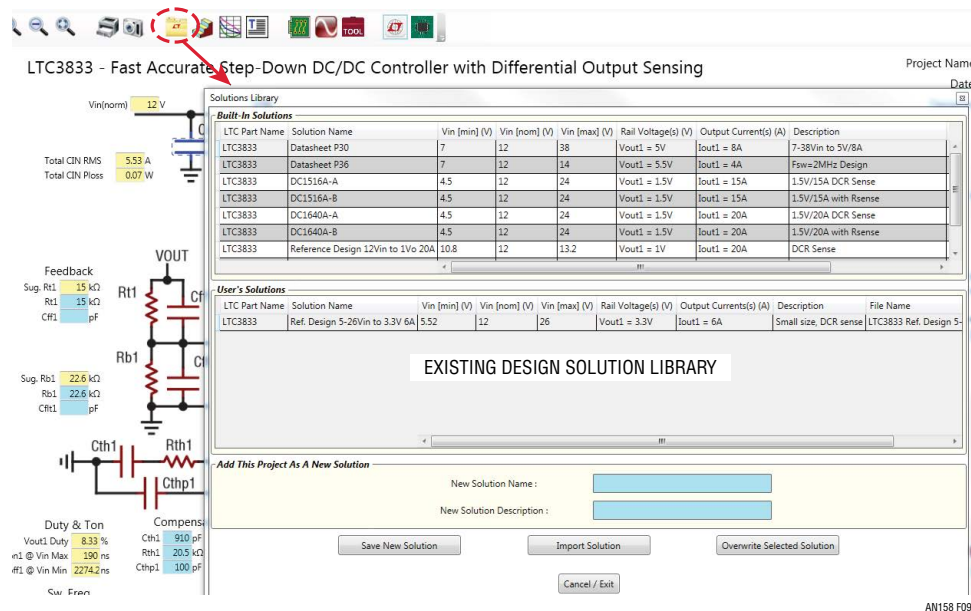 TOOL
LTC3833 - Fast Accurate Step-Down DC/DC Controller with Differential Output Sensing
Project Name
Date
Vin(norm) 12 V
Total CIN RMS 5.53 A
Total CIN Ploss 0.07 W
VOUT
Feedback
Sug. Rt1 15 kΩ
Rt1 15 kΩ
Cff1 pF
Rt1
Cf
Rb1
Sug. Rb1 22.6 kΩ
Rb1 22.6 kΩ
Cflt1 pF
Cth1 Rth1
Cthp1
Duty & Ton
Vout1 Duty 8.33 %
n1 @ Vin Max 190 ns
ff1 @ Vin Min 2274.2 ns
Compensa
Cth1 910 pF
Rth1 20.5 kΩ
Cthp1 100 pF
Sw. Freq
Solutions Library
Built-In Solutions
LTC Part Name Solution Name Vin [min] (V) Vin [nom] (V) Vin [max] (V) Rail Voltage(s) (V) Output Current(s) (A) Description
LTC3833 Datasheet P30 7 12 38 Vout1 = 5V Iout1 = 8A 7-38Vin to 5V/8A
LTC3833 Datasheet P36 7 12 14 Vout1 = 5.5V Iout1 = 4A Fsw=2MHz Design
LTC3833 DC1516A-A 4.5 12 24 Vout1 = 1.5V Iout1 = 15A 1.5V/15A DCR Sense
LTC3833 DC1516A-B 4.5 12 24 Vout1 = 1.5V Iout1 = 15A 1.5V/15A with Rsense
LTC3833 DC1640A-A 4.5 12 24 Vout1 = 1.5V Iout1 = 20A 1.5V/20A DCR Sense
LTC3833 DC1640A-B 4.5 12 24 Vout1 = 1.5V Iout1 = 20A 1.5V/20A with Rsense
LTC3833 Reference Design 12Vin to 1Vo 20A 10.8 12 13.2 Vout1 = 1V Iout1 = 20A DCR Sense
User's Solutions
LTC Part Name Solution Name Vin [min] (V) Vin [nom] (V) Vin [max] (V) Rail Voltage(s) (V) Output Currents(s) (A) Description File Name
LTC3833 Ref. Design 5-26Vin to 3.3V 6A 5.52 12 26 Vout1 = 3.3V Iout1 = 6A Small size, DCR sense LTC3833 Ref. Design 5-
EXISTING DESIGN SOLUTION LIBRARY
Add This Project As A New Solution
New Solution Name :
New Solution Description :
Save New Solution Import Solution Overwrite Selected Solution
Cancel / Exit
AN158 F09